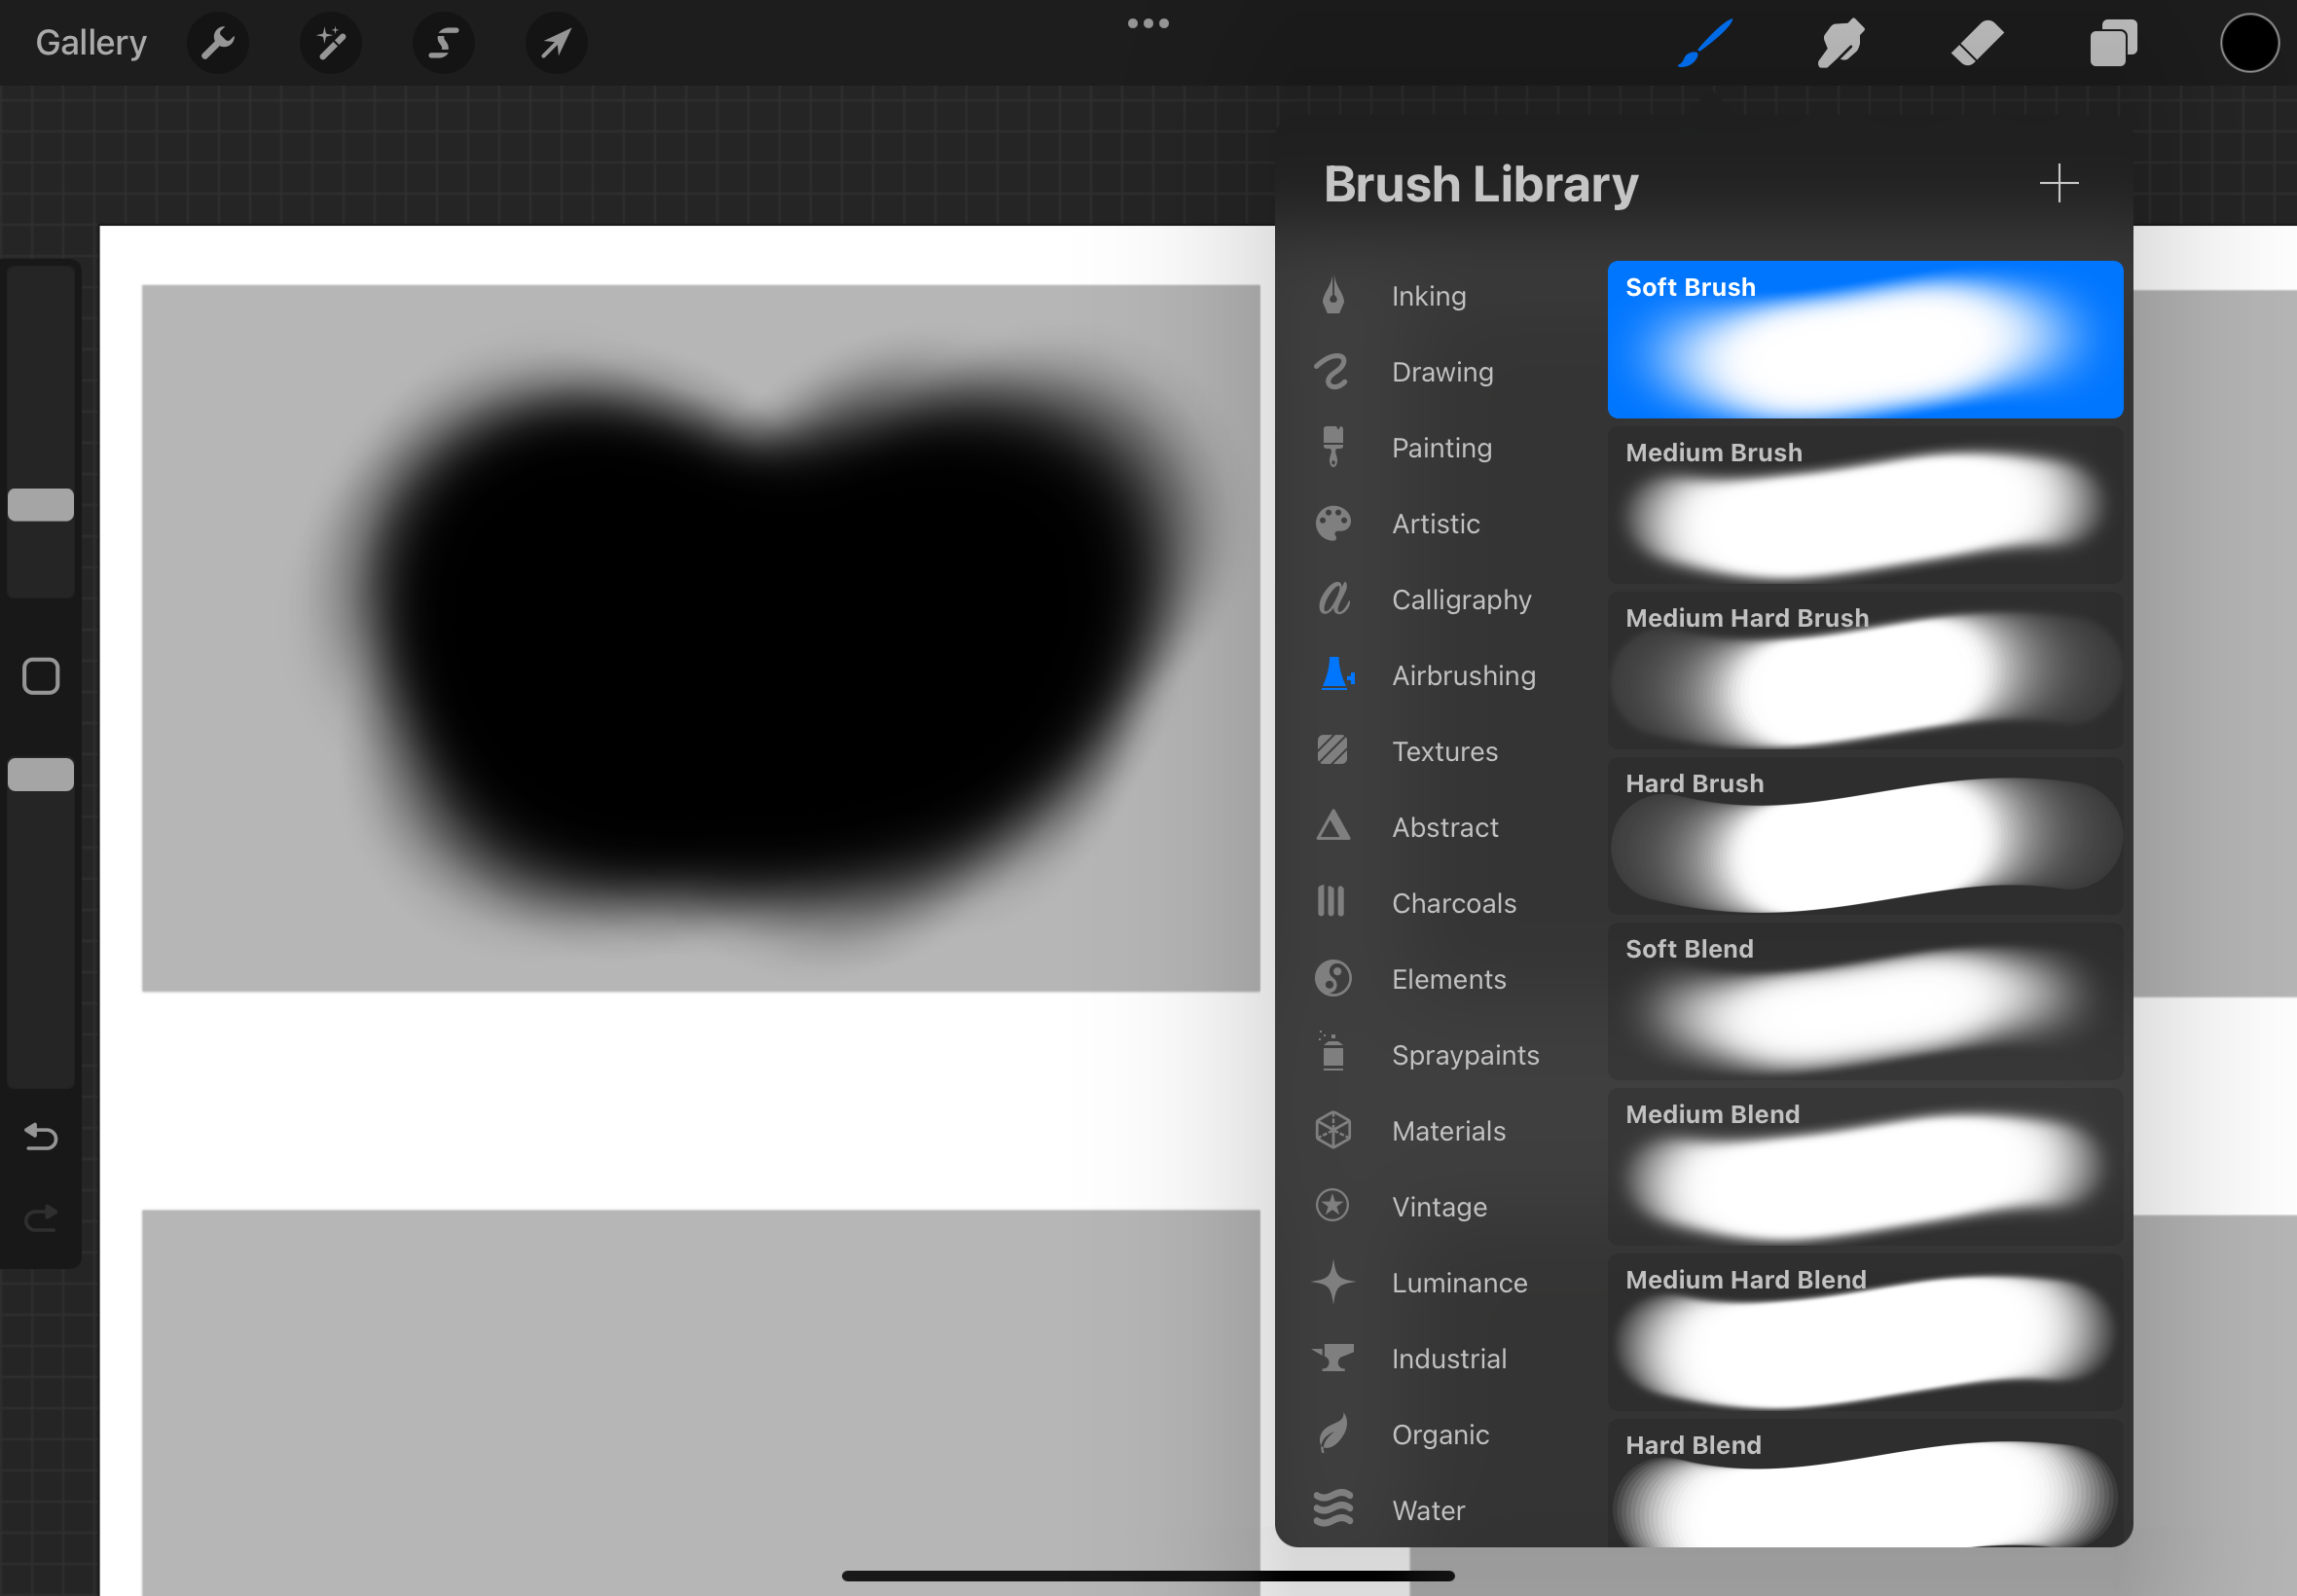 Gallery
Brush Library
Inking
Drawing
Painting
Artistic
Calligraphy
Airbrushing
Textures
Abstract
Charcoals
Elements
Spraypaints
Materials
Vintage
Luminance
Industrial
Organic
Water
Soft Brush
Medium Brush
Medium Hard Brush
Hard Brush
Soft Blend
Medium Blend
Medium Hard Blend
Hard Blend